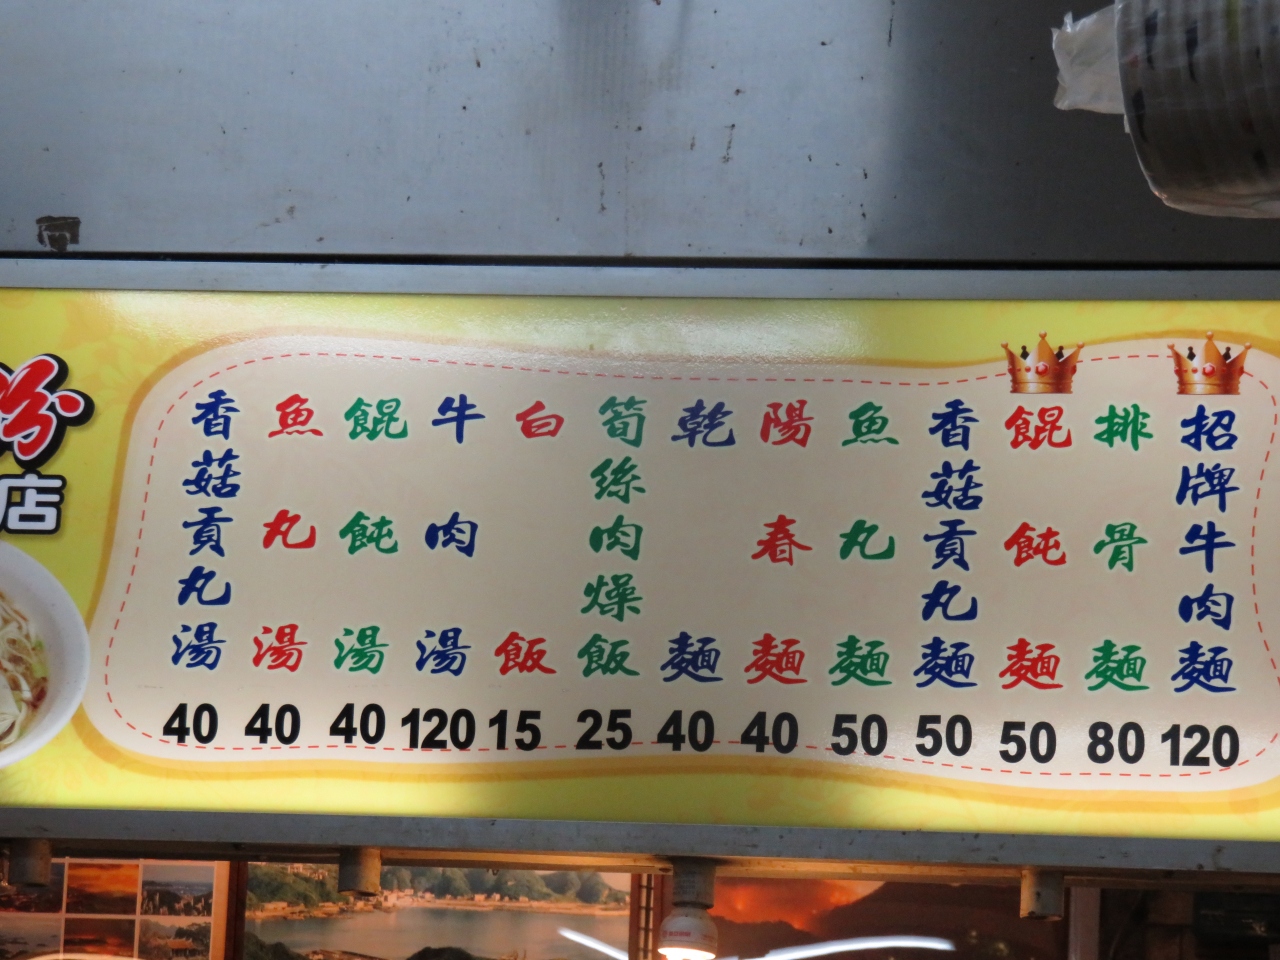 招牌牛肉麵 120
排骨麵 80
餛飩麵 50
香菇貢丸麵 50
魚丸麵 50
陽春麵 40
乾麵 40
筍絲肉燥飯 25
白飯 15
牛肉湯 120
餛飩湯 40
魚丸湯 40
香菇貢丸湯 40
粉
店